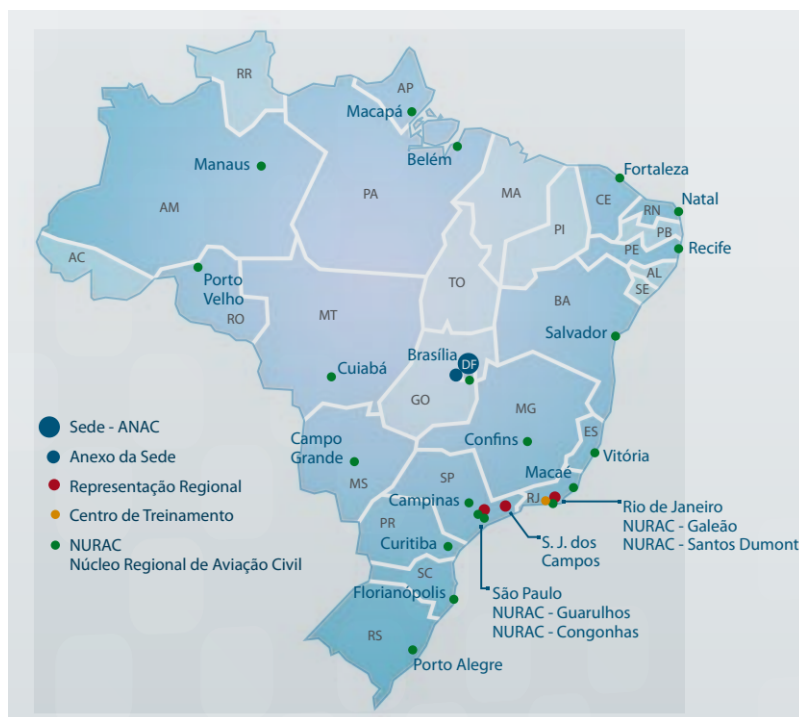 RR
AP
Macapá
Belém
Manaus
Fortaleza
AM
PA
MA
CE
Natal
RN
PI
PB
PE
Recife
AC
AL
SE
Porto
Velho
TO
RO
MT
BA
Salvador
Brasília
DF
Cuiabá
GO
MG
Sede - ANAC
Campo
Grande
Confins
ES
Vitória
Anexo da Sede
Macaé
SP
MS
Representação Regional
Campinas
RJ
Rio de Janeiro
NURAC - Galeão
NURAC - Santos Dumont
Centro de Treinamento
PR
NURAC
Núcleo Regional de Aviação Civil
Curitiba
S. J. dos
Campos
SC
Florianópolis
São Paulo
NURAC - Guarulhos
NURAC - Congonhas
RS
Porto Alegre